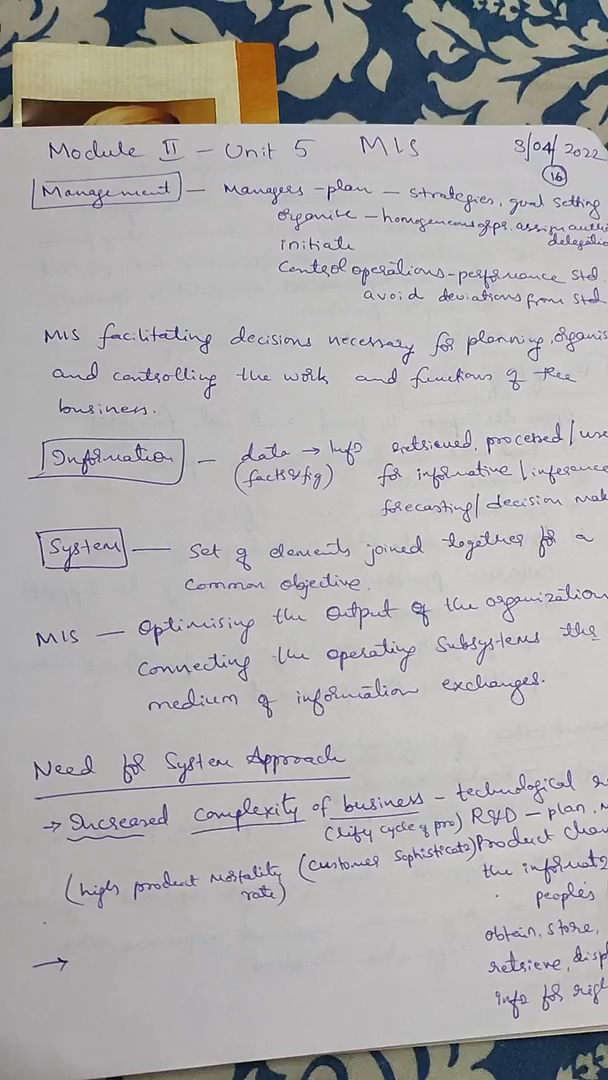 Module II - Unit 5 MIS 3/04/2022
16
Management - Managers - plan - strategies, goal setting
organise - homogeneous grps, assign auth
delegatio
initiate
Control operations - performance std.
avoid deviations from std
MIS facilitating decisions necessary for planning, organis
and controlling the work and functions of the
business.
Information - data → Info retrieved, processed / use
(facts & fig) for informative / inference
forecasting / decision mak
System - Set of elements joined together for a
common objective.
MIS - Optimising the output of the organization
connecting the operating Subsystems the
medium of information exchanges.
Need for System Approach
→ Increased complexity of business - technological
(lify cycle of pro) R&D - plan,
(high product Mortality rate) (customer Sophisticatn) Product chan
the informat
people's
obtain, store,
→ retrieve, disp
info for righ